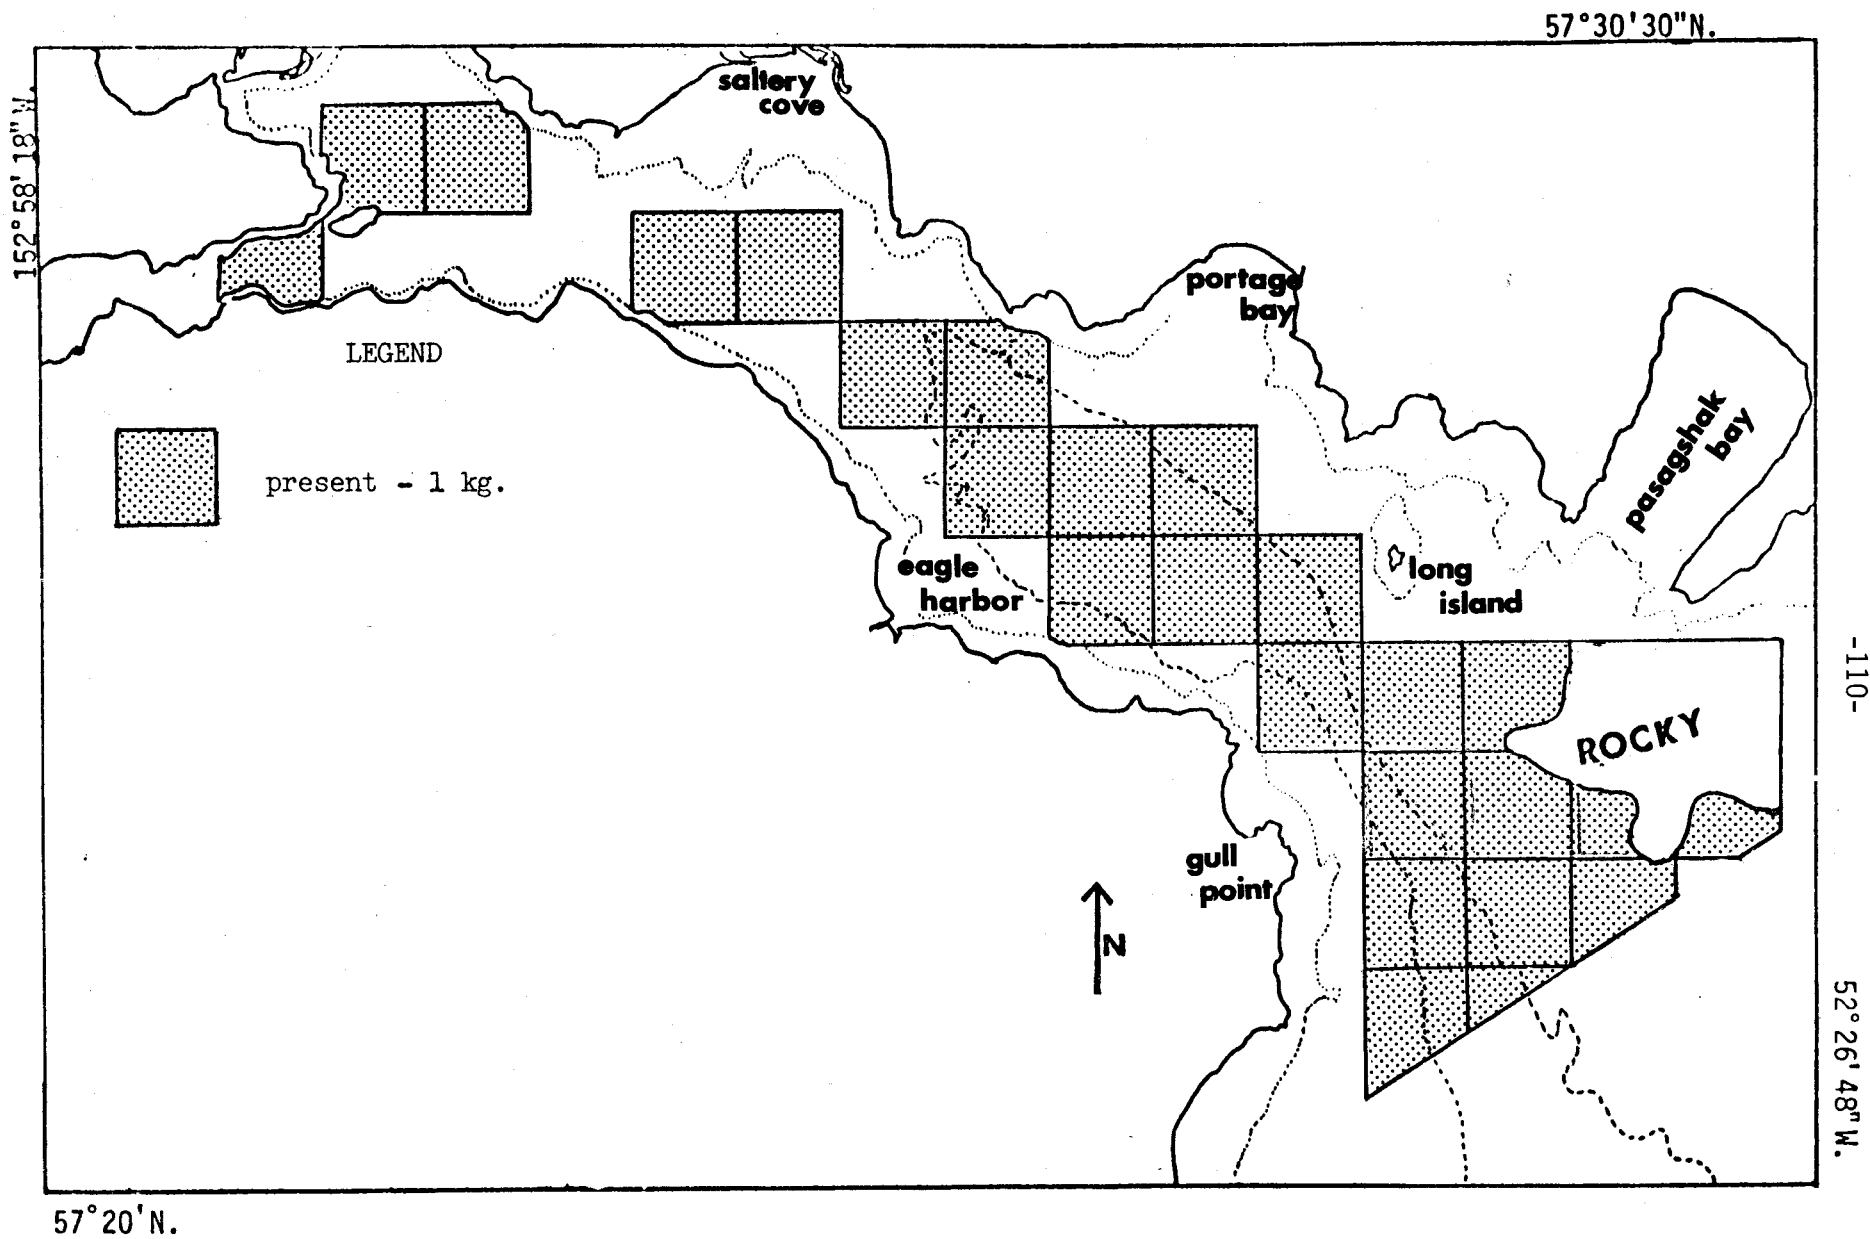 57°30'30"N.
152°58'18"W.
saltery
cove
portage
bay
LEGEND
present - 1 kg.
pasagshak
bay
eagle
harbor
long
island
-110-
ROCKY
gull
point
N
52°26'48"W.
57°20'N.